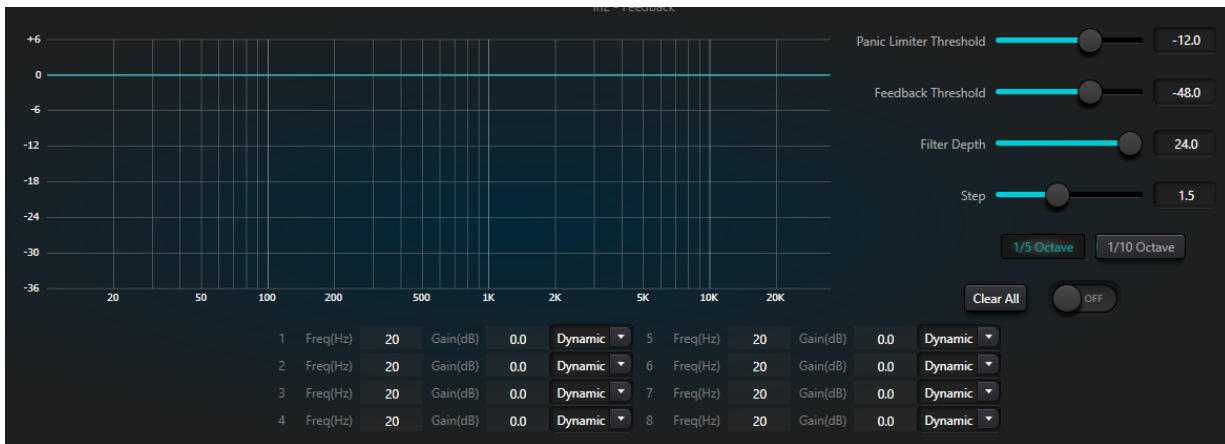 In2 - Feedback
+6
0
-6
-12
-18
-24
-30
-36
20 50 100 200 500 1K 2K 5K 10K 20K
Panic Limiter Threshold -12.0
Feedback Threshold -48.0
Filter Depth 24.0
Step 1.5
1/5 Octave 1/10 Octave
Clear All OFF
1 Freq(Hz) 20 Gain(dB) 0.0 Dynamic 5 Freq(Hz) 20 Gain(dB) 0.0 Dynamic
2 Freq(Hz) 20 Gain(dB) 0.0 Dynamic 6 Freq(Hz) 20 Gain(dB) 0.0 Dynamic
3 Freq(Hz) 20 Gain(dB) 0.0 Dynamic 7 Freq(Hz) 20 Gain(dB) 0.0 Dynamic
4 Freq(Hz) 20 Gain(dB) 0.0 Dynamic 8 Freq(Hz) 20 Gain(dB) 0.0 Dynamic